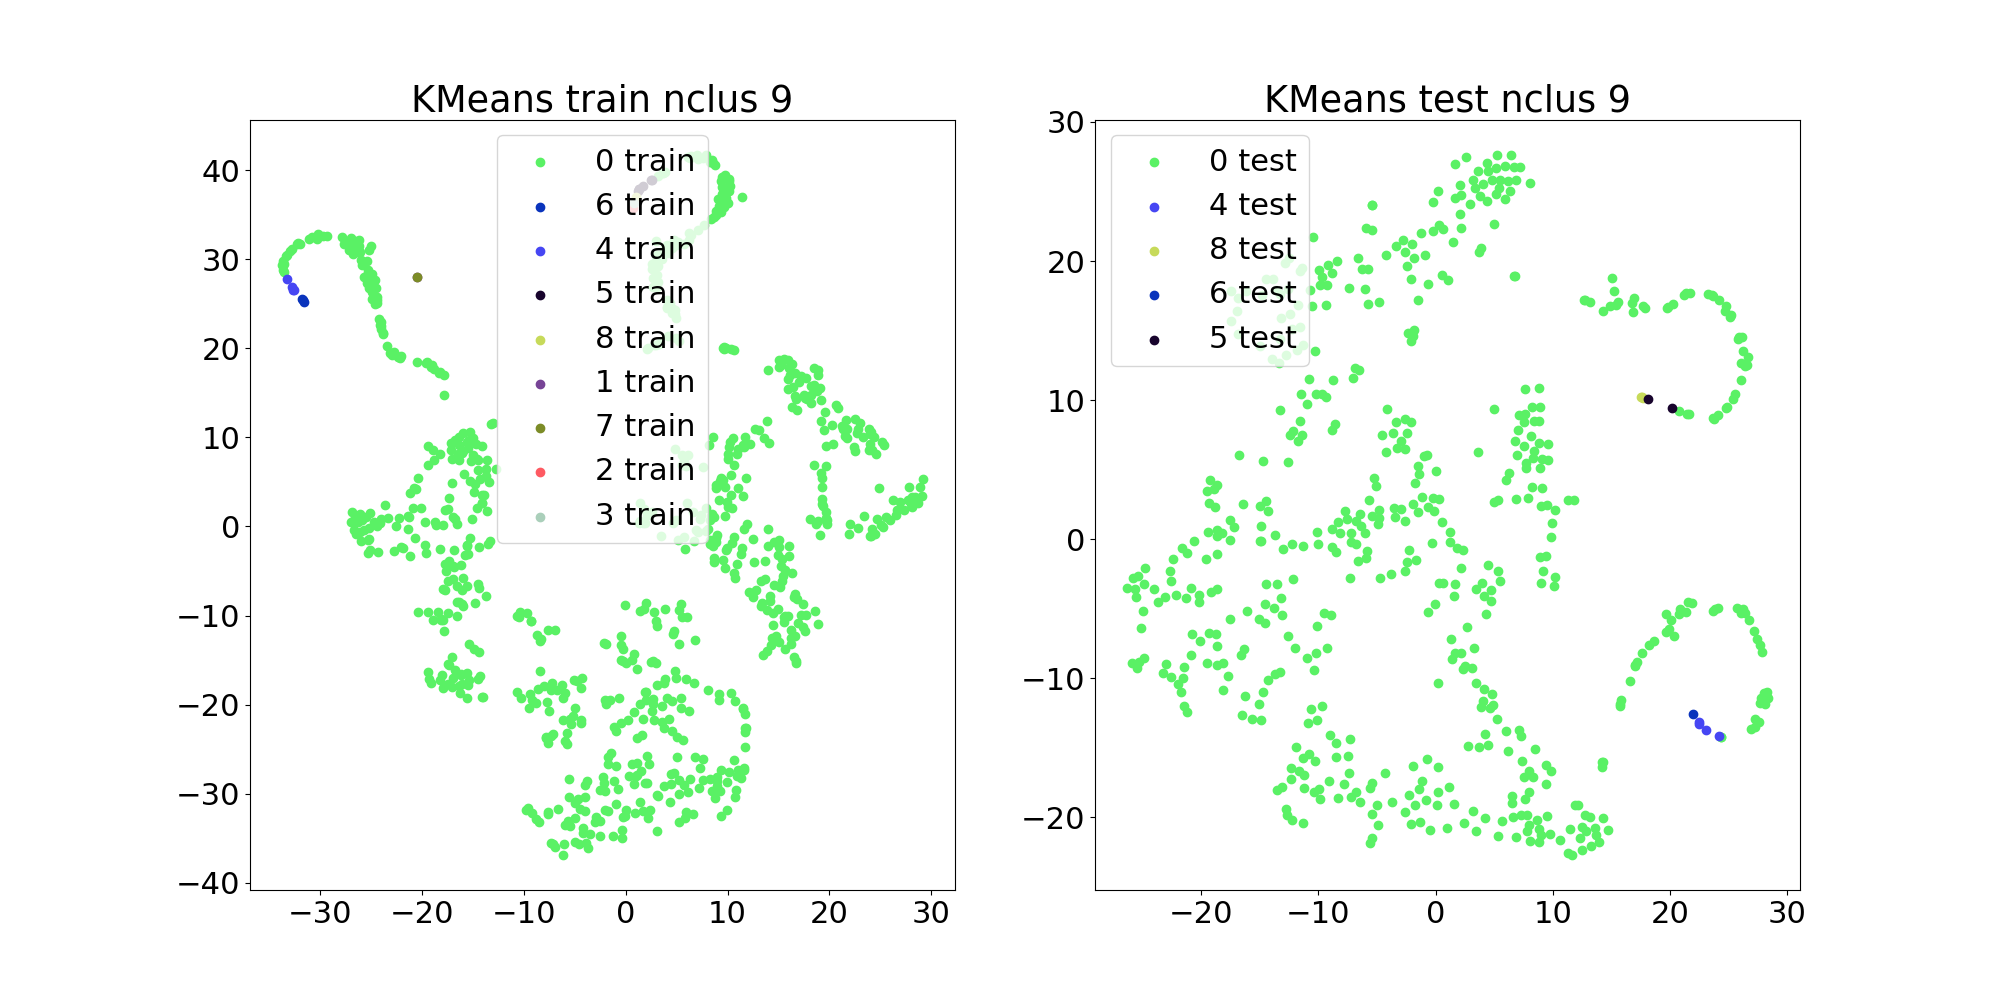 KMeans train nclus 9
40
30
20
10
0
−10
−20
−30
−40
−30
−20
−10
0
10
20
30
0 train
6 train
4 train
5 train
8 train
1 train
7 train
2 train
3 train
KMeans test nclus 9
30
20
10
0
−10
−20
−20
−10
0
10
20
30
0 test
4 test
8 test
6 test
5 test